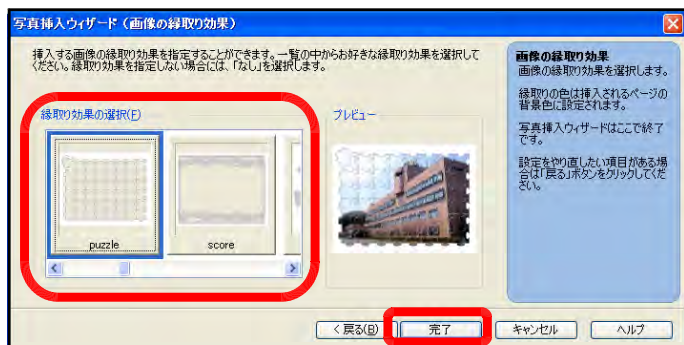 写真挿入ウィザード（画像の縁取り効果）
挿入する画像の縁取り効果を指定することができます。一覧の中からお好きな縁取り効果を選択して
ください。縁取り効果を指定しない場合には、「なし」を選択します。
縁取り効果の選択(F)
puzzle
score
プレビュー
画像の縁取り効果
画像の縁取り効果を選択します。
縁取りの色は挿入されるページの
背景色に設定されます。
写真挿入ウィザードはここで終了
です。
設定をやり直したい項目がある場
合は「戻る」ボタンをクリックしてくだ
さい。
< 戻る(B)
完了
キャンセル
ヘルプ